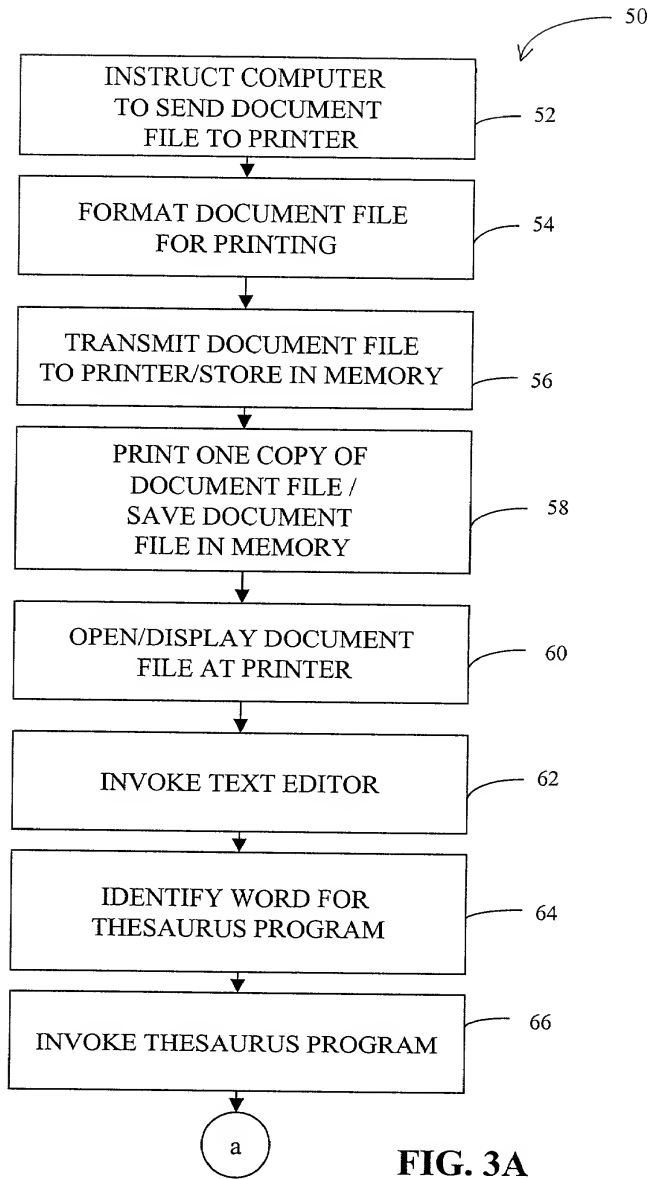 50
INSTRUCT COMPUTER
TO SEND DOCUMENT
FILE TO PRINTER
52
FORMAT DOCUMENT FILE
FOR PRINTING
54
TRANSMIT DOCUMENT FILE
TO PRINTER/STORE IN MEMORY
56
PRINT ONE COPY OF
DOCUMENT FILE /
SAVE DOCUMENT
FILE IN MEMORY
58
OPEN/DISPLAY DOCUMENT
FILE AT PRINTER
60
INVOKE TEXT EDITOR
62
IDENTIFY WORD FOR
THESAURUS PROGRAM
64
INVOKE THESAURUS PROGRAM
66
a
FIG. 3A